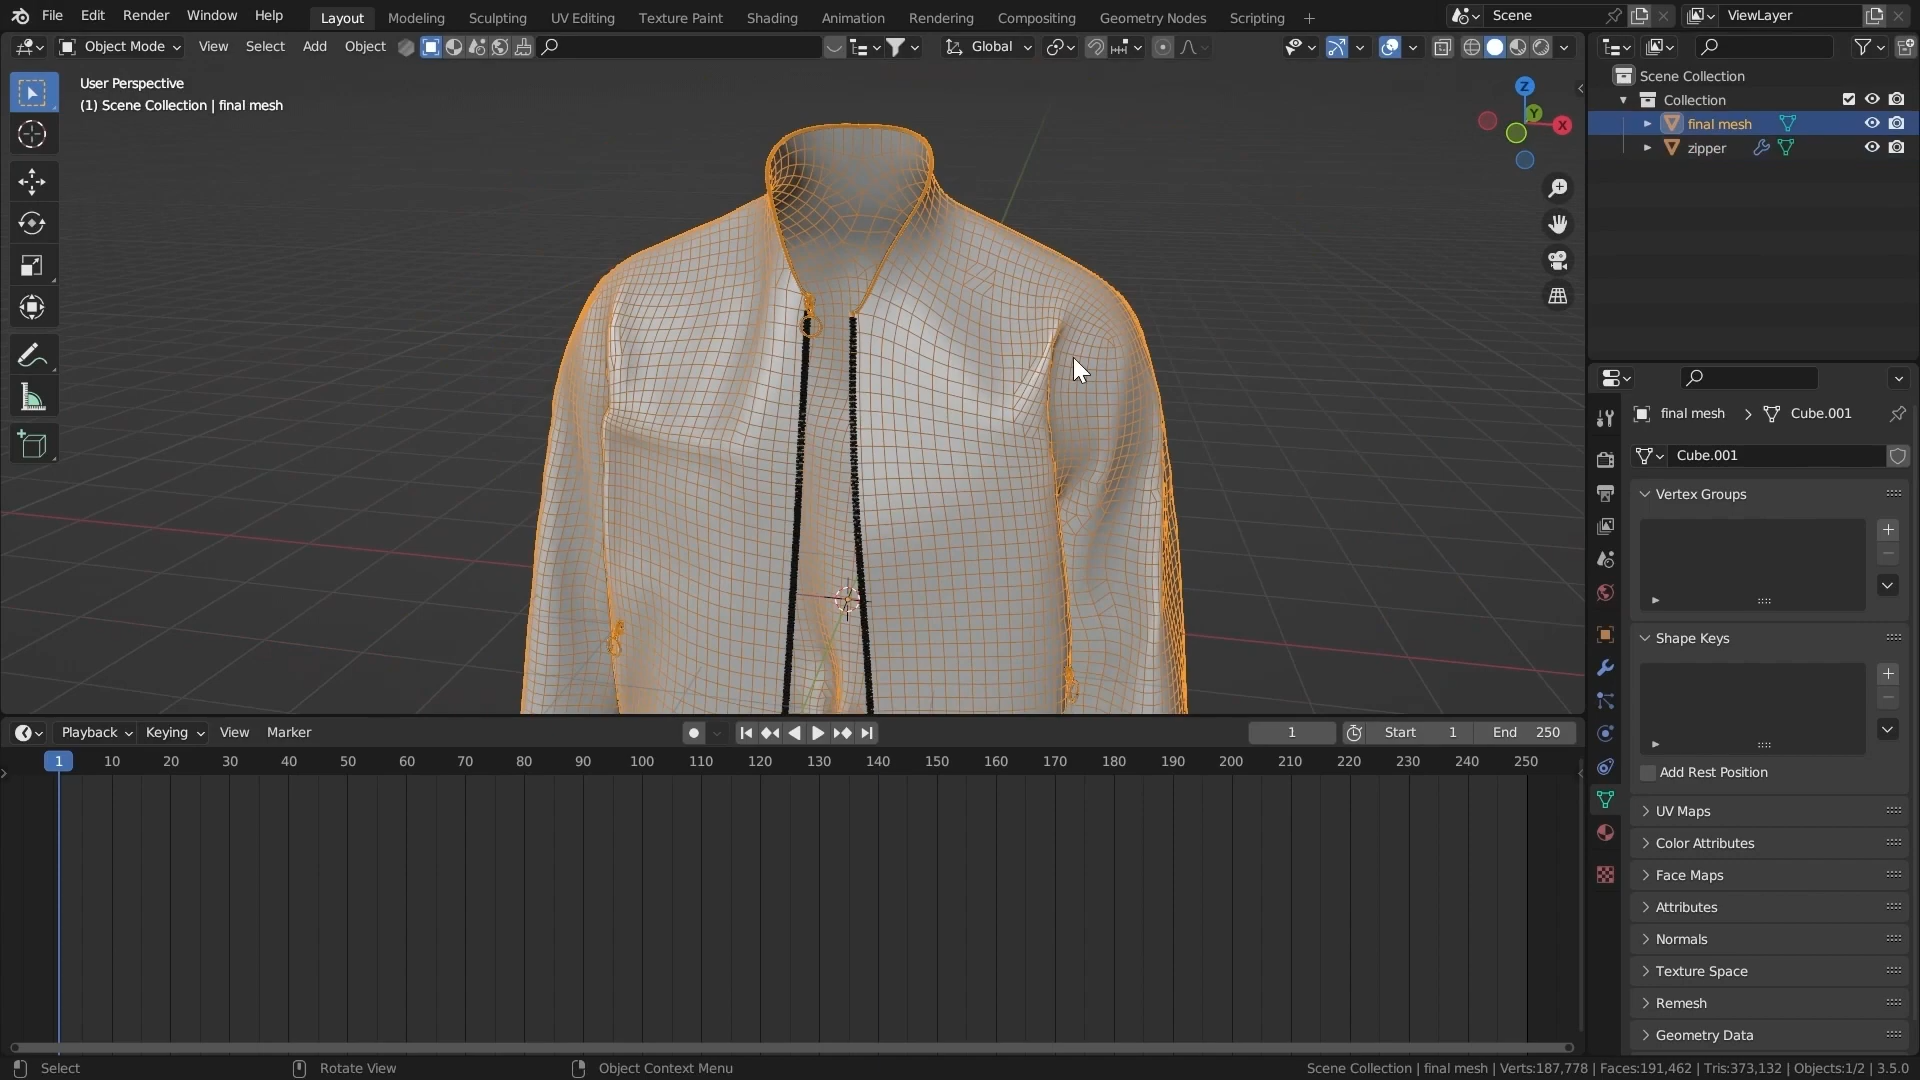 File Edit Render Window Help Layout Modeling Sculpting UV Editing Texture Paint Shading Animation Rendering Compositing Geometry Nodes Scripting + Scene ViewLayer
Object Mode View Select Add Object Global
User Perspective
(1) Scene Collection | final mesh
Z
Y
X
Scene Collection
Collection
final mesh
zipper
final mesh > Cube.001
Cube.001
Vertex Groups
Shape Keys
Add Rest Position
UV Maps
Color Attributes
Face Maps
Attributes
Normals
Texture Space
Remesh
Geometry Data
Playback Keying View Marker 1 Start 1 End 250
1 10 20 30 40 50 60 70 80 90 100 110 120 130 140 150 160 170 180 190 200 210 220 230 240 250
Select Rotate View Object Context Menu Scene Collection | final mesh | Verts:187,778 | Faces:191,462 | Tris:373,132 | Objects:1/2 | 3.5.0